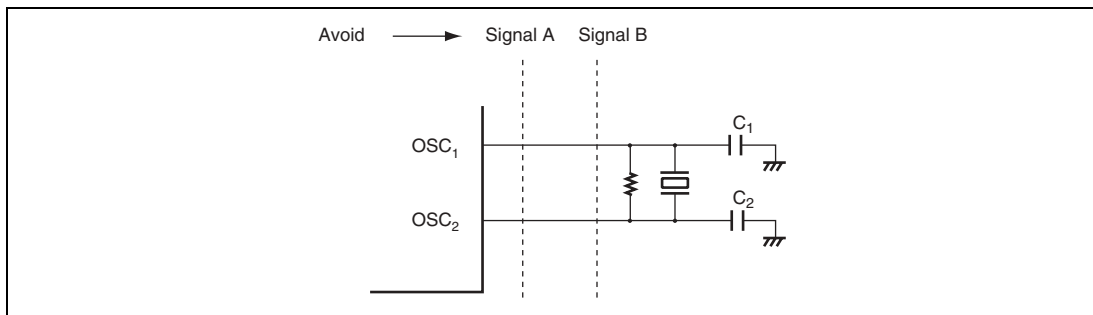 Avoid Signal A Signal B
C₁
OSC₁
C₂
OSC₂